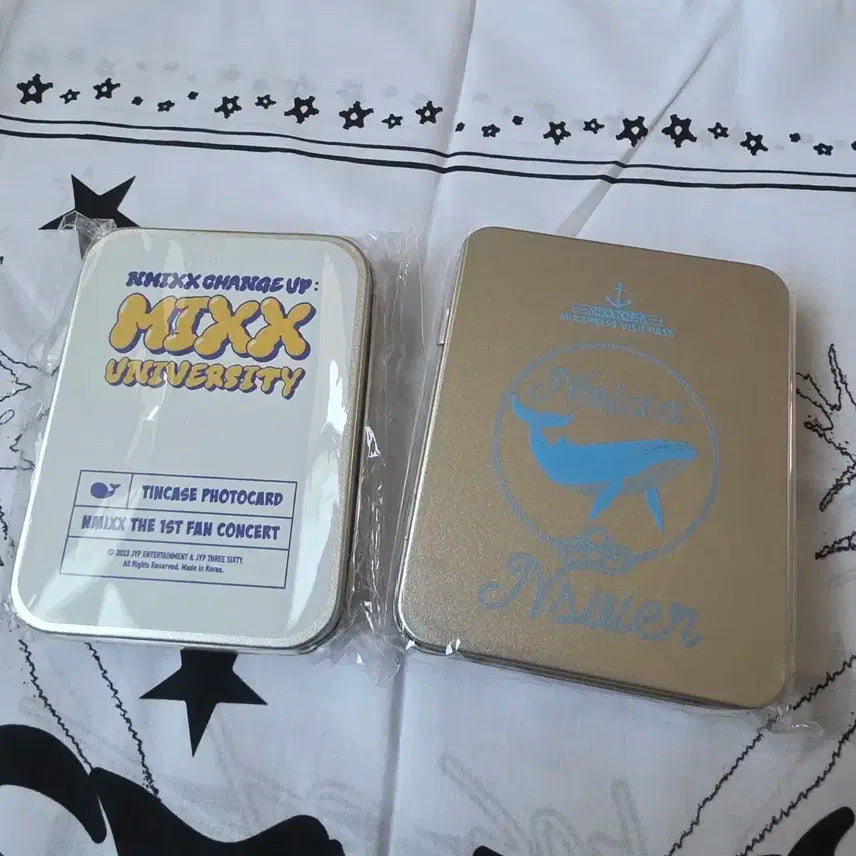 NMIXX CHANGE UP:
MIXX
UNIVERSITY
TINCASE PHOTOCARD
NMIXX THE 1ST FAN CONCERT
© 2023 JYP ENTERTAINMENT & JYP THREE SIXTY.
All Rights Reserved. Made in Korea.
MIXXTOPIA
MIXXPRESS VISIT PASS
Nmixx
Nswer